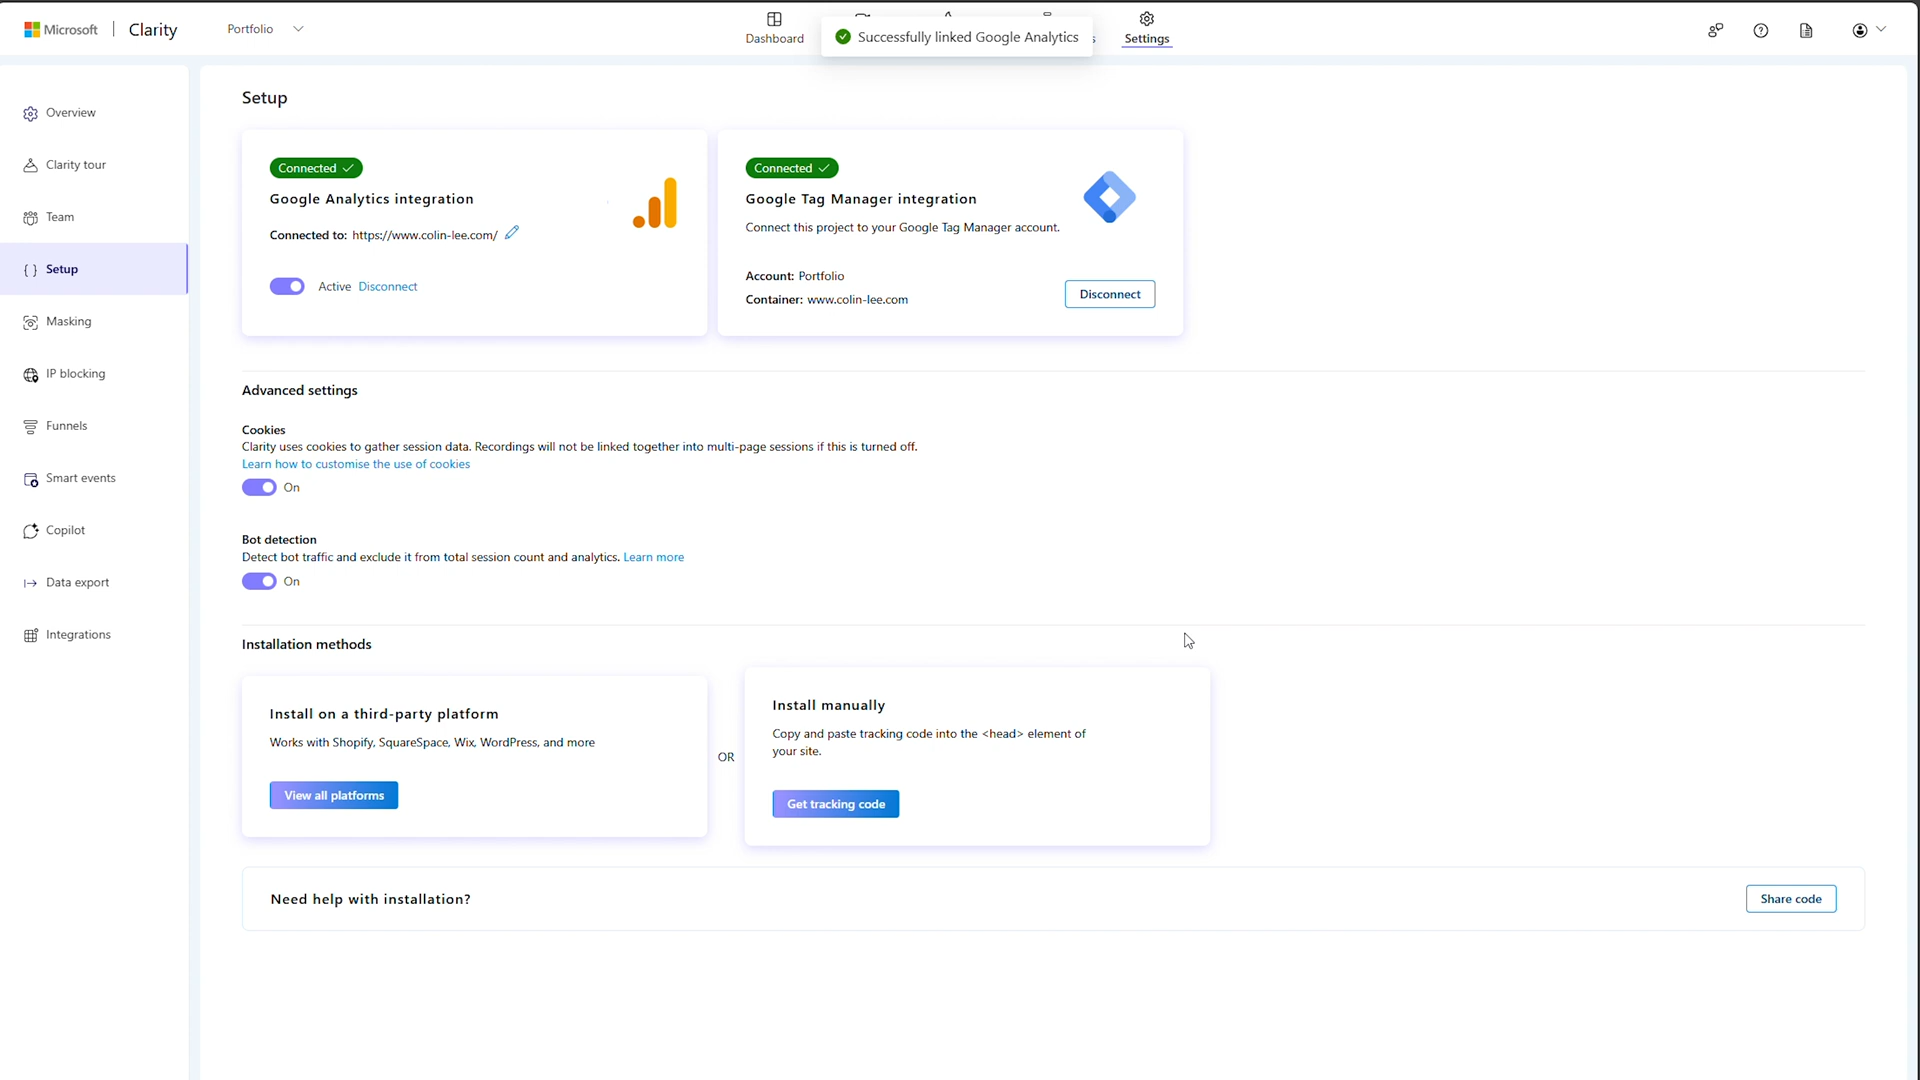 Microsoft | Clarity
Portfolio
Dashboard
Successfully linked Google Analytics
Settings
Overview
Clarity tour
Team
Setup
Masking
IP blocking
Funnels
Smart events
Copilot
Data export
Integrations
Setup
Connected
Google Analytics integration
Connected to: https://www.colin-lee.com/
Active Disconnect
Connected
Google Tag Manager integration
Connect this project to your Google Tag Manager account.
Account: Portfolio
Container: www.colin-lee.com
Disconnect
Advanced settings
Cookies
Clarity uses cookies to gather session data. Recordings will not be linked together into multi-page sessions if this is turned off.
Learn how to customise the use of cookies
On
Bot detection
Detect bot traffic and exclude it from total session count and analytics. Learn more
On
Installation methods
Install on a third-party platform
Works with Shopify, SquareSpace, Wix, WordPress, and more
View all platforms
OR
Install manually
Copy and paste tracking code into the <head> element of
your site.
Get tracking code
Need help with installation?
Share code